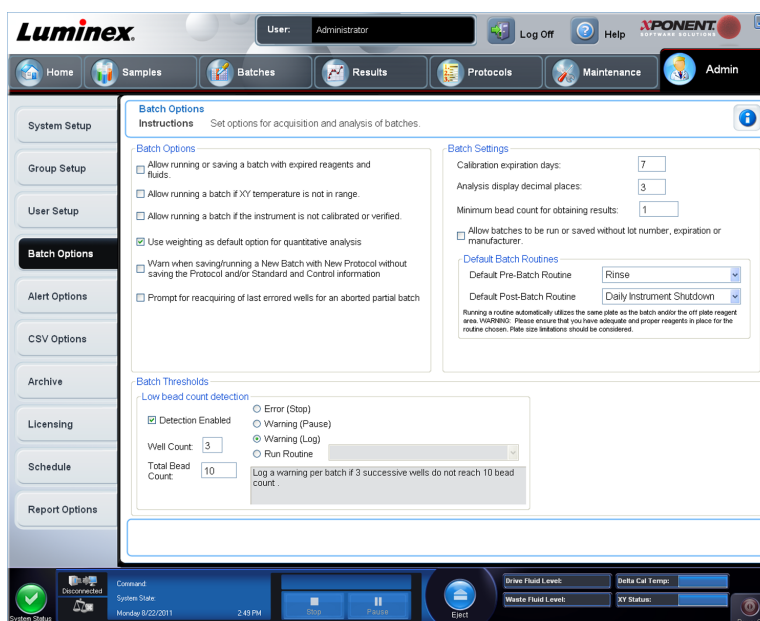 Luminex.
User: Administrator
Log Off
Help
XPONENT
SOFTWARE SOLUTIONS
Home
Samples
Batches
Results
Protocols
Maintenance
Admin
System Setup
Group Setup
User Setup
Batch Options
Alert Options
CSV Options
Archive
Licensing
Schedule
Report Options
Batch Options
Instructions Set options for acquisition and analysis of batches.
Batch Options
Allow running or saving a batch with expired reagents and
fluids.
Allow running a batch if XY temperature is not in range.
Allow running a batch if the instrument is not calibrated or verified.
Use weighting as default option for quantitative analysis
Warn when saving/running a New Batch with New Protocol without
saving the Protocol and/or Standard and Control information
Prompt for reacquiring of last errored wells for an aborted partial batch
Batch Settings
Calibration expiration days: 7
Analysis display decimal places: 3
Minimum bead count for obtaining results: 1
Allow batches to be run or saved without lot number, expiration or
manufacturer.
Default Batch Routines
Default Pre-Batch Routine Rinse
Default Post-Batch Routine Daily Instrument Shutdown
Running a routine automatically utilizes the same plate as the batch and/or the off plate reagent
area. WARNING: Please ensure that you have adequate and proper reagents in place for the
routine chosen. Plate size limitations should be considered.
Batch Thresholds
Low bead count detection
Detection Enabled
Well Count: 3
Total Bead
Count: 10
Error (Stop)
Warning (Pause)
Warning (Log)
Run Routine
Log a warning per batch if 3 successive wells do not reach 10 bead
count .
System Status
Disconnected
Command:
System State:
Monday 8/22/2011 2:49 PM
Stop
Pause
Eject
Drive Fluid Level:
Waste Fluid Level:
Delta Cal Temp:
XY Status: